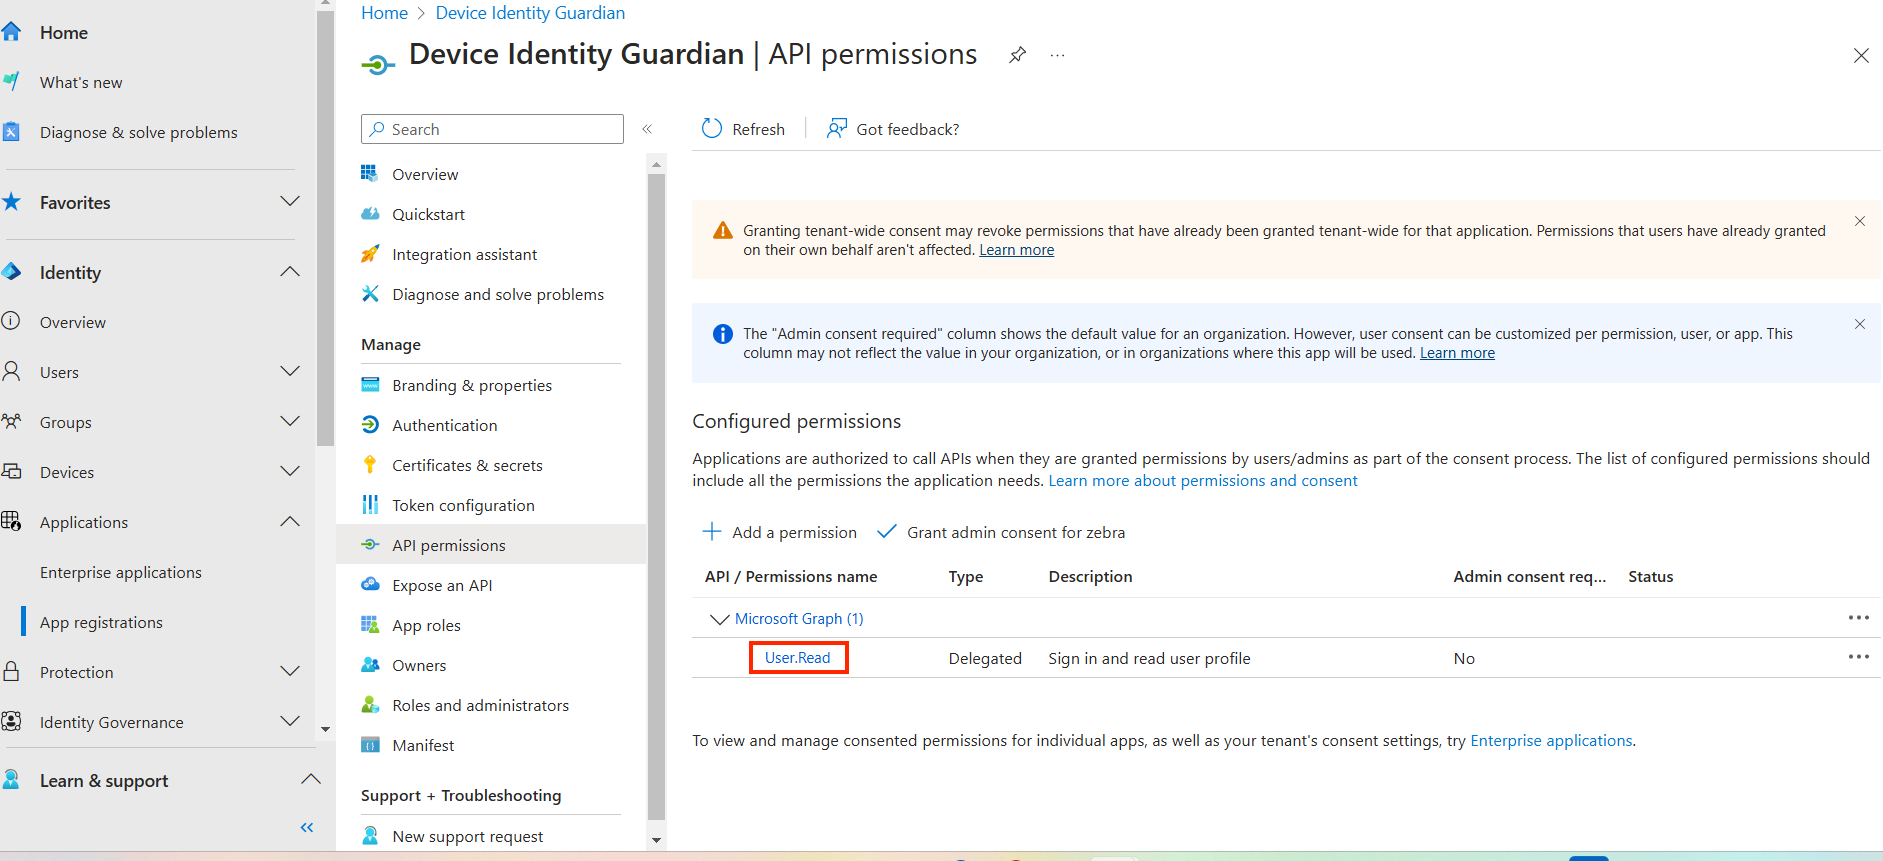 Home
What's new
Diagnose & solve problems
Favorites
Identity
Overview
Users
Groups
Devices
Applications
Enterprise applications
App registrations
Protection
Identity Governance
Learn & support
«
Home > Device Identity Guardian
Device Identity Guardian | API permissions
Search
«
Overview
Quickstart
Integration assistant
Diagnose and solve problems
Manage
Branding & properties
Authentication
Certificates & secrets
Token configuration
API permissions
Expose an API
App roles
Owners
Roles and administrators
Manifest
Support + Troubleshooting
New support request
Refresh
Got feedback?
Granting tenant-wide consent may revoke permissions that have already been granted tenant-wide for that application. Permissions that users have already granted
on their own behalf aren't affected. Learn more
The "Admin consent required" column shows the default value for an organization. However, user consent can be customized per permission, user, or app. This
column may not reflect the value in your organization, or in organizations where this app will be used. Learn more
Configured permissions
Applications are authorized to call APIs when they are granted permissions by users/admins as part of the consent process. The list of configured permissions should
include all the permissions the application needs. Learn more about permissions and consent
Add a permission
Grant admin consent for zebra
API / Permissions name Type Description Admin consent req... Status
Microsoft Graph (1)
User.Read Delegated Sign in and read user profile No
To view and manage consented permissions for individual apps, as well as your tenant's consent settings, try Enterprise applications.